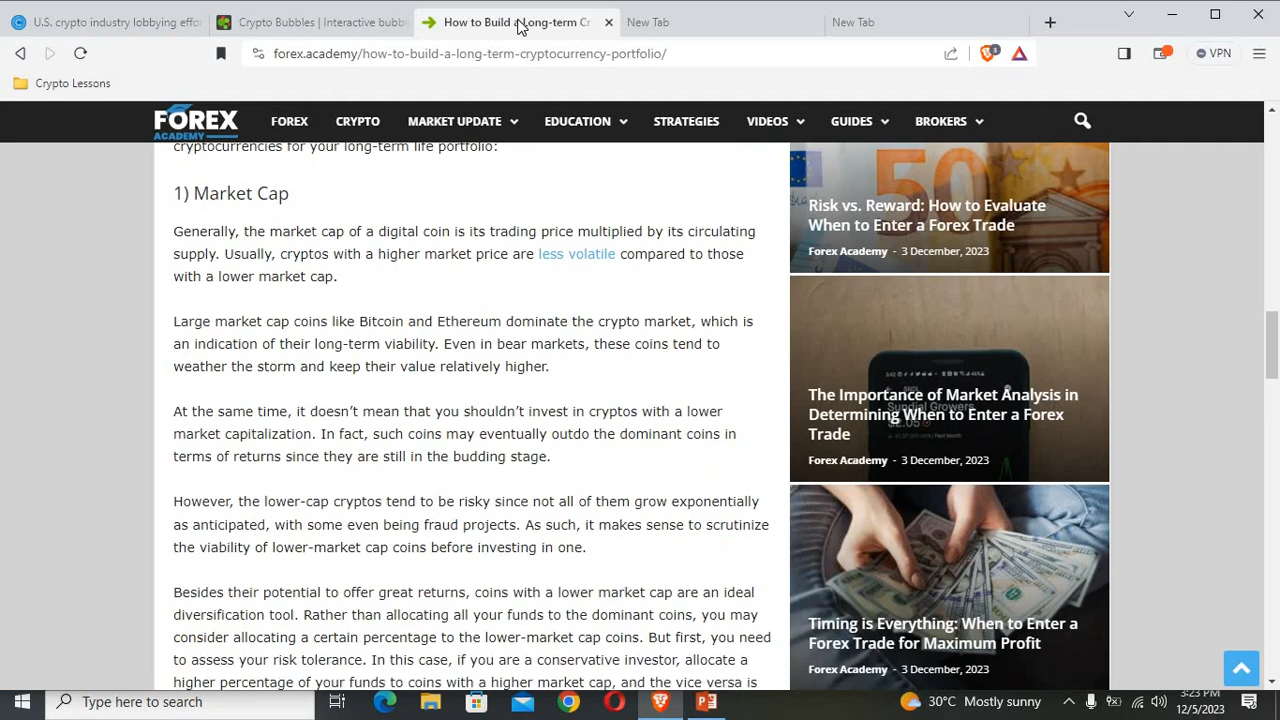 U.S. crypto industry lobbying effor
Crypto Bubbles | Interactive bubbl
How to Build a Long-term Cr
New Tab
New Tab
forex.academy/how-to-build-a-long-term-cryptocurrency-portfolio/
3
VPN
Crypto Lessons
FOREX
ACADEMY
FOREX
CRYPTO
MARKET UPDATE
EDUCATION
STRATEGIES
VIDEOS
GUIDES
BROKERS
cryptocurrencies for your long-term life portfolio:
1) Market Cap
Generally, the market cap of a digital coin is its trading price multiplied by its circulating
supply. Usually, cryptos with a higher market price are less volatile compared to those
with a lower market cap.
Large market cap coins like Bitcoin and Ethereum dominate the crypto market, which is
an indication of their long-term viability. Even in bear markets, these coins tend to
weather the storm and keep their value relatively higher.
At the same time, it doesn’t mean that you shouldn’t invest in cryptos with a lower
market capitalization. In fact, such coins may eventually outdo the dominant coins in
terms of returns since they are still in the budding stage.
However, the lower-cap cryptos tend to be risky since not all of them grow exponentially
as anticipated, with some even being fraud projects. As such, it makes sense to scrutinize
the viability of lower-market cap coins before investing in one.
Besides their potential to offer great returns, coins with a lower market cap are an ideal
diversification tool. Rather than allocating all your funds to the dominant coins, you may
consider allocating a certain percentage to the lower-market cap coins. But first, you need
to assess your risk tolerance. In this case, if you are a conservative investor, allocate a
higher percentage of your funds to coins with a higher market cap, and the vice versa is
50
Risk vs. Reward: How to Evaluate
When to Enter a Forex Trade
Forex Academy - 3 December, 2023
The Importance of Market Analysis in
Determining When to Enter a Forex
Trade
Sundial Growers
$2.05
Forex Academy - 3 December, 2023
Timing is Everything: When to Enter a
Forex Trade for Maximum Profit
Forex Academy - 3 December, 2023
Type here to search
30°C Mostly sunny
3:23 PM
12/5/2023